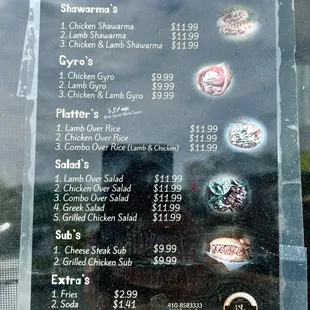 Shawarma's
1. Chicken Shawarma $11.99
2. Lamb Shawarma $11.99
3. Chicken & Lamb Shawarma $11.99
Gyro's
1. Chicken Gyro $9.99
2. Lamb Gyro $9.99
3. Chicken & Lamb Gyro $9.99
Platter's
1. Lamb Over Rice $11.99
2. Chicken Over Rice $11.99
3. Combo Over Rice (Lamb & Chicken) $11.99
Salad's
1. Lamb Over Salad $11.99
2. Chicken Over Salad $11.99
3. Combo Over Salad $11.99
4. Greek Salad $11.99
5. Grilled Chicken Salad $11.99
Sub's
1. Cheese Steak Sub $9.99
2. Grilled Chicken Sub $9.99
Extra's
1. Fries $2.99
2. Soda $1.41
410-8583333